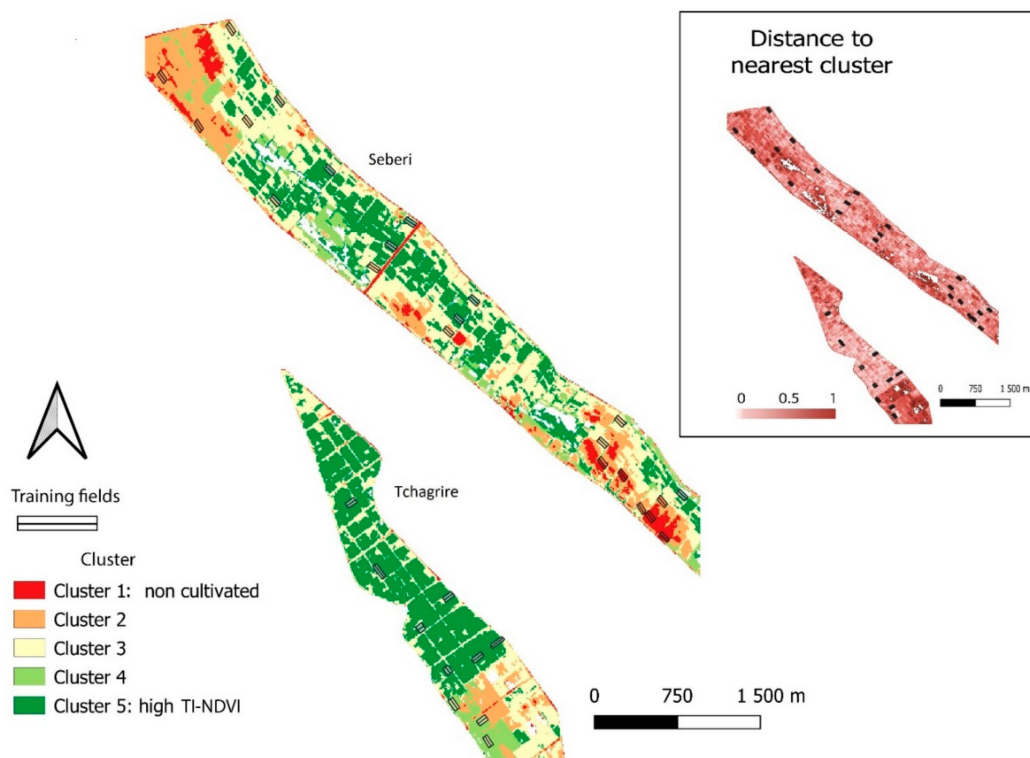 Distance to
nearest cluster
Seberi
0 0.5 1
0 750 1 500 m
Tchagrire
Training fields
Cluster
Cluster 1: non cultivated
Cluster 2
Cluster 3
Cluster 4
Cluster 5: high TI-NDVI
0 750 1 500 m